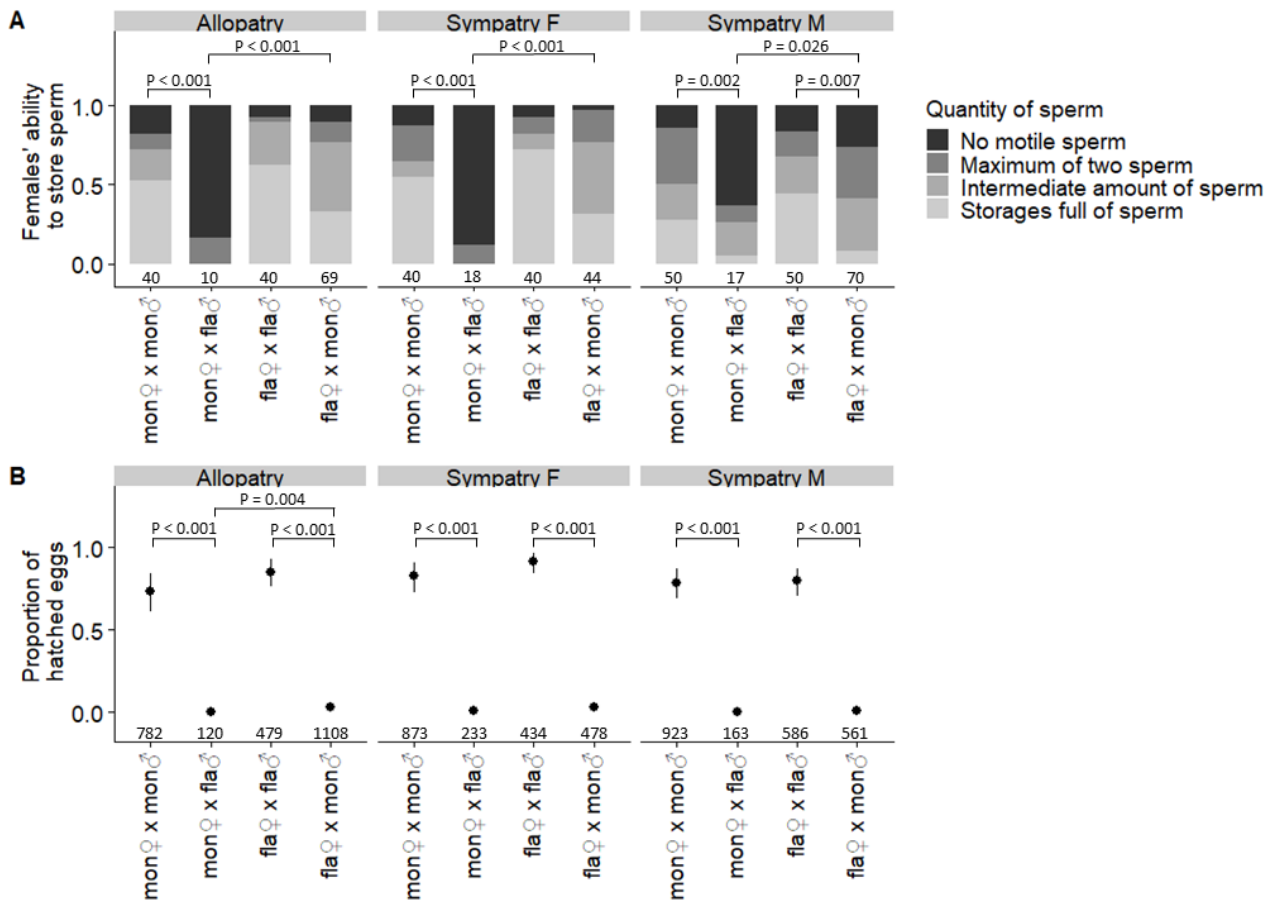 A
Allopatry
Sympatry F
Sympatry M
P < 0.001
P < 0.001
P = 0.026
P < 0.001
P < 0.001
P = 0.002
P = 0.007
Females' ability
to store sperm
1.0
0.5
0.0
40
10
40
69
40
18
40
44
50
17
50
70
mon♀ x mon♂
mon♀ x fla♂
fla♀ x fla♂
fla♀ x mon♂
mon♀ x mon♂
mon♀ x fla♂
fla♀ x fla♂
fla♀ x mon♂
mon♀ x mon♂
mon♀ x fla♂
fla♀ x fla♂
fla♀ x mon♂
Quantity of sperm
No motile sperm
Maximum of two sperm
Intermediate amount of sperm
Storages full of sperm
B
Allopatry
Sympatry F
Sympatry M
P = 0.004
P < 0.001
P < 0.001
P < 0.001
P < 0.001
P < 0.001
P < 0.001
Proportion of
hatched eggs
1.0
0.5
0.0
782
120
479
1108
873
233
434
478
923
163
586
561
mon♀ x mon♂
mon♀ x fla♂
fla♀ x fla♂
fla♀ x mon♂
mon♀ x mon♂
mon♀ x fla♂
fla♀ x fla♂
fla♀ x mon♂
mon♀ x mon♂
mon♀ x fla♂
fla♀ x fla♂
fla♀ x mon♂